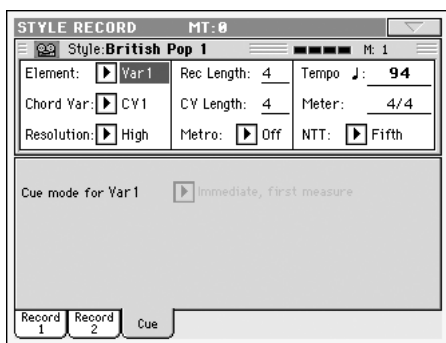 STYLE RECORD MT:0
Style:British Pop 1 M: 1
Element: Var1 Rec Length: 4 Tempo ♩: 94
Chord Var: CV1 CV Length: 4 Meter: 4/4
Resolution: High Metro: Off NTT: Fifth
Cue mode for Var1 Immediate, first measure
Record 1 Record 2 Cue